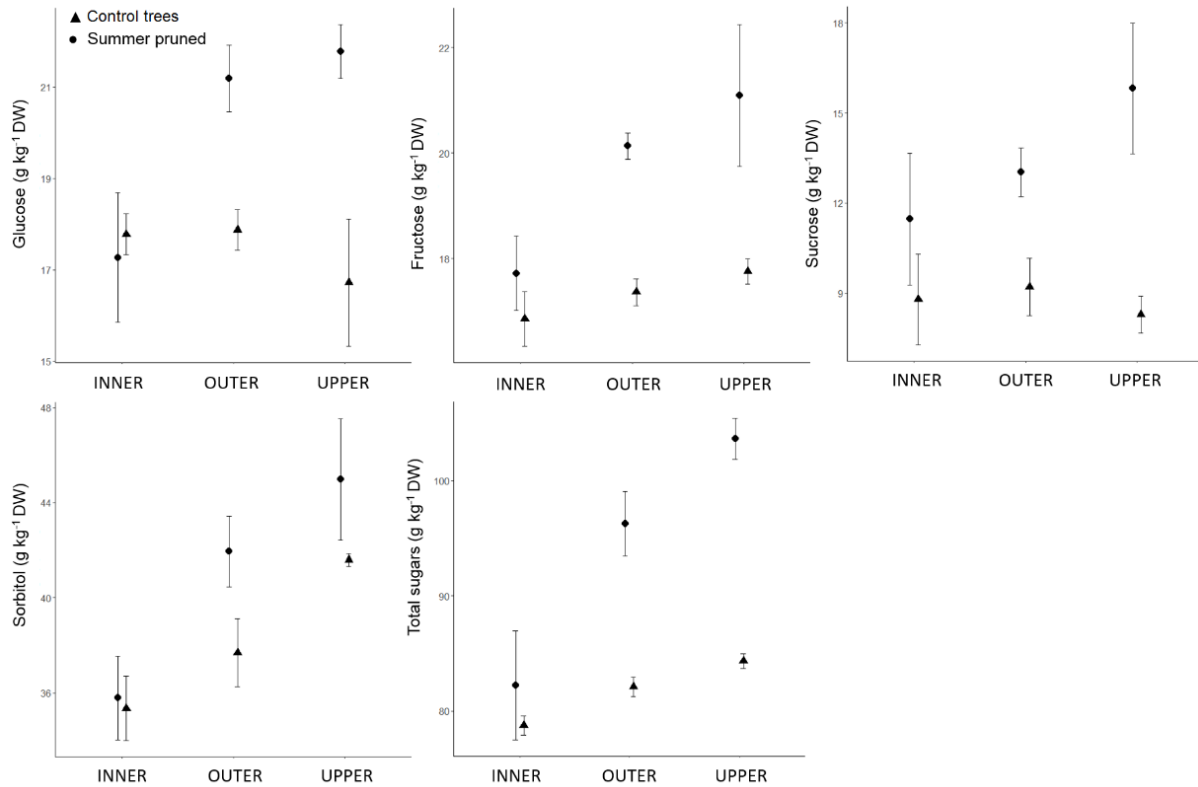 Control trees
Summer pruned
Glucose (g kg⁻¹ DW)
21
19
17
15
INNER OUTER UPPER
Fructose (g kg⁻¹ DW)
22
20
18
INNER OUTER UPPER
Sucrose (g kg⁻¹ DW)
18
15
12
9
INNER OUTER UPPER
Sorbitol (g kg⁻¹ DW)
48
44
40
36
INNER OUTER UPPER
Total sugars (g kg⁻¹ DW)
100
90
80
INNER OUTER UPPER